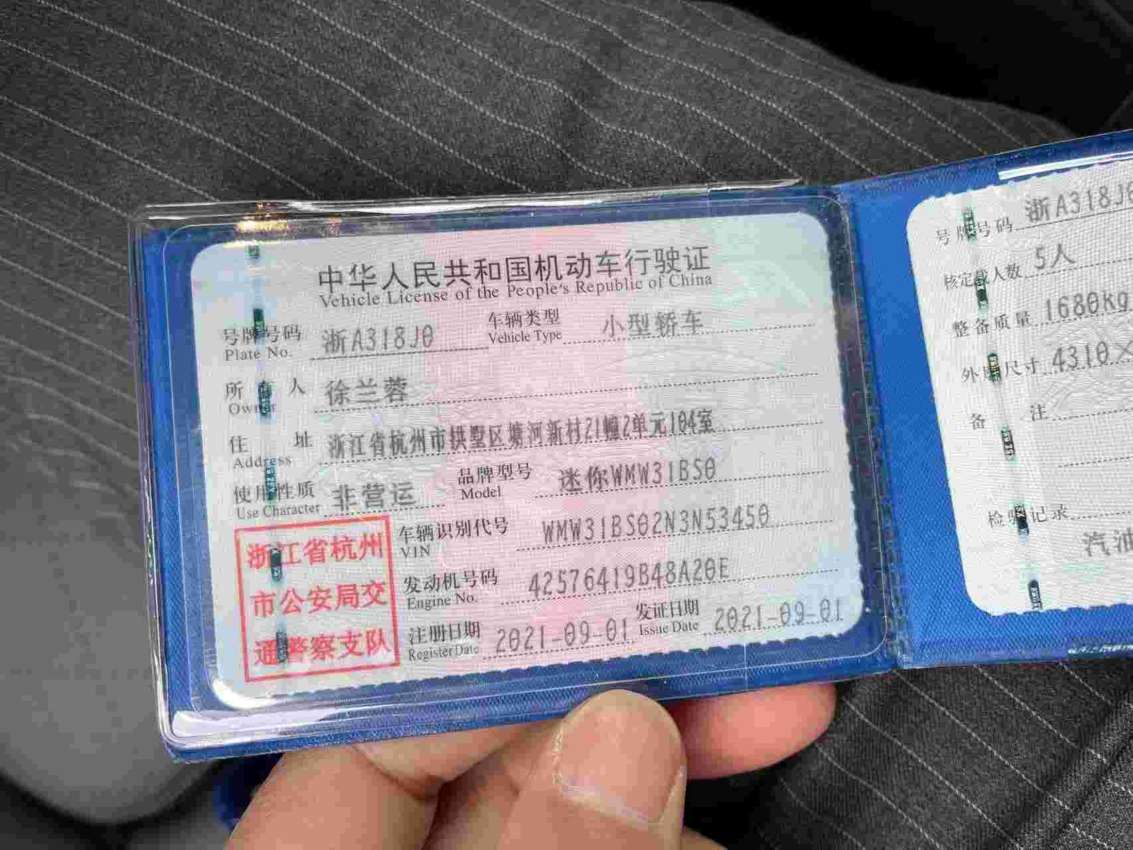 中华人民共和国机动车行驶证
Vehicle License of the People's Republic of China
号牌号码 浙A318J0 车辆类型 小型轿车
Plate No. Vehicle Type
所有人 徐兰蓉
Owner
住址 浙江省杭州市拱墅区塘河新村21幢2单元104室
Address
使用性质 非营运 品牌型号 迷你WMW31BS0
Use Character Model
浙江省杭州
市公安局交
通警察支队
车辆识别代号 WMW31BS02N3N53450
VIN
发动机号码 42576419B48A20E
Engine No.
注册日期 2021-09-01 发证日期 2021-09-01
Register Date Issue Date
号牌号码 浙A318J0
核定载人数 5人
整备质量 1680kg
外廓尺寸 4310×
备注
检验记录
汽油